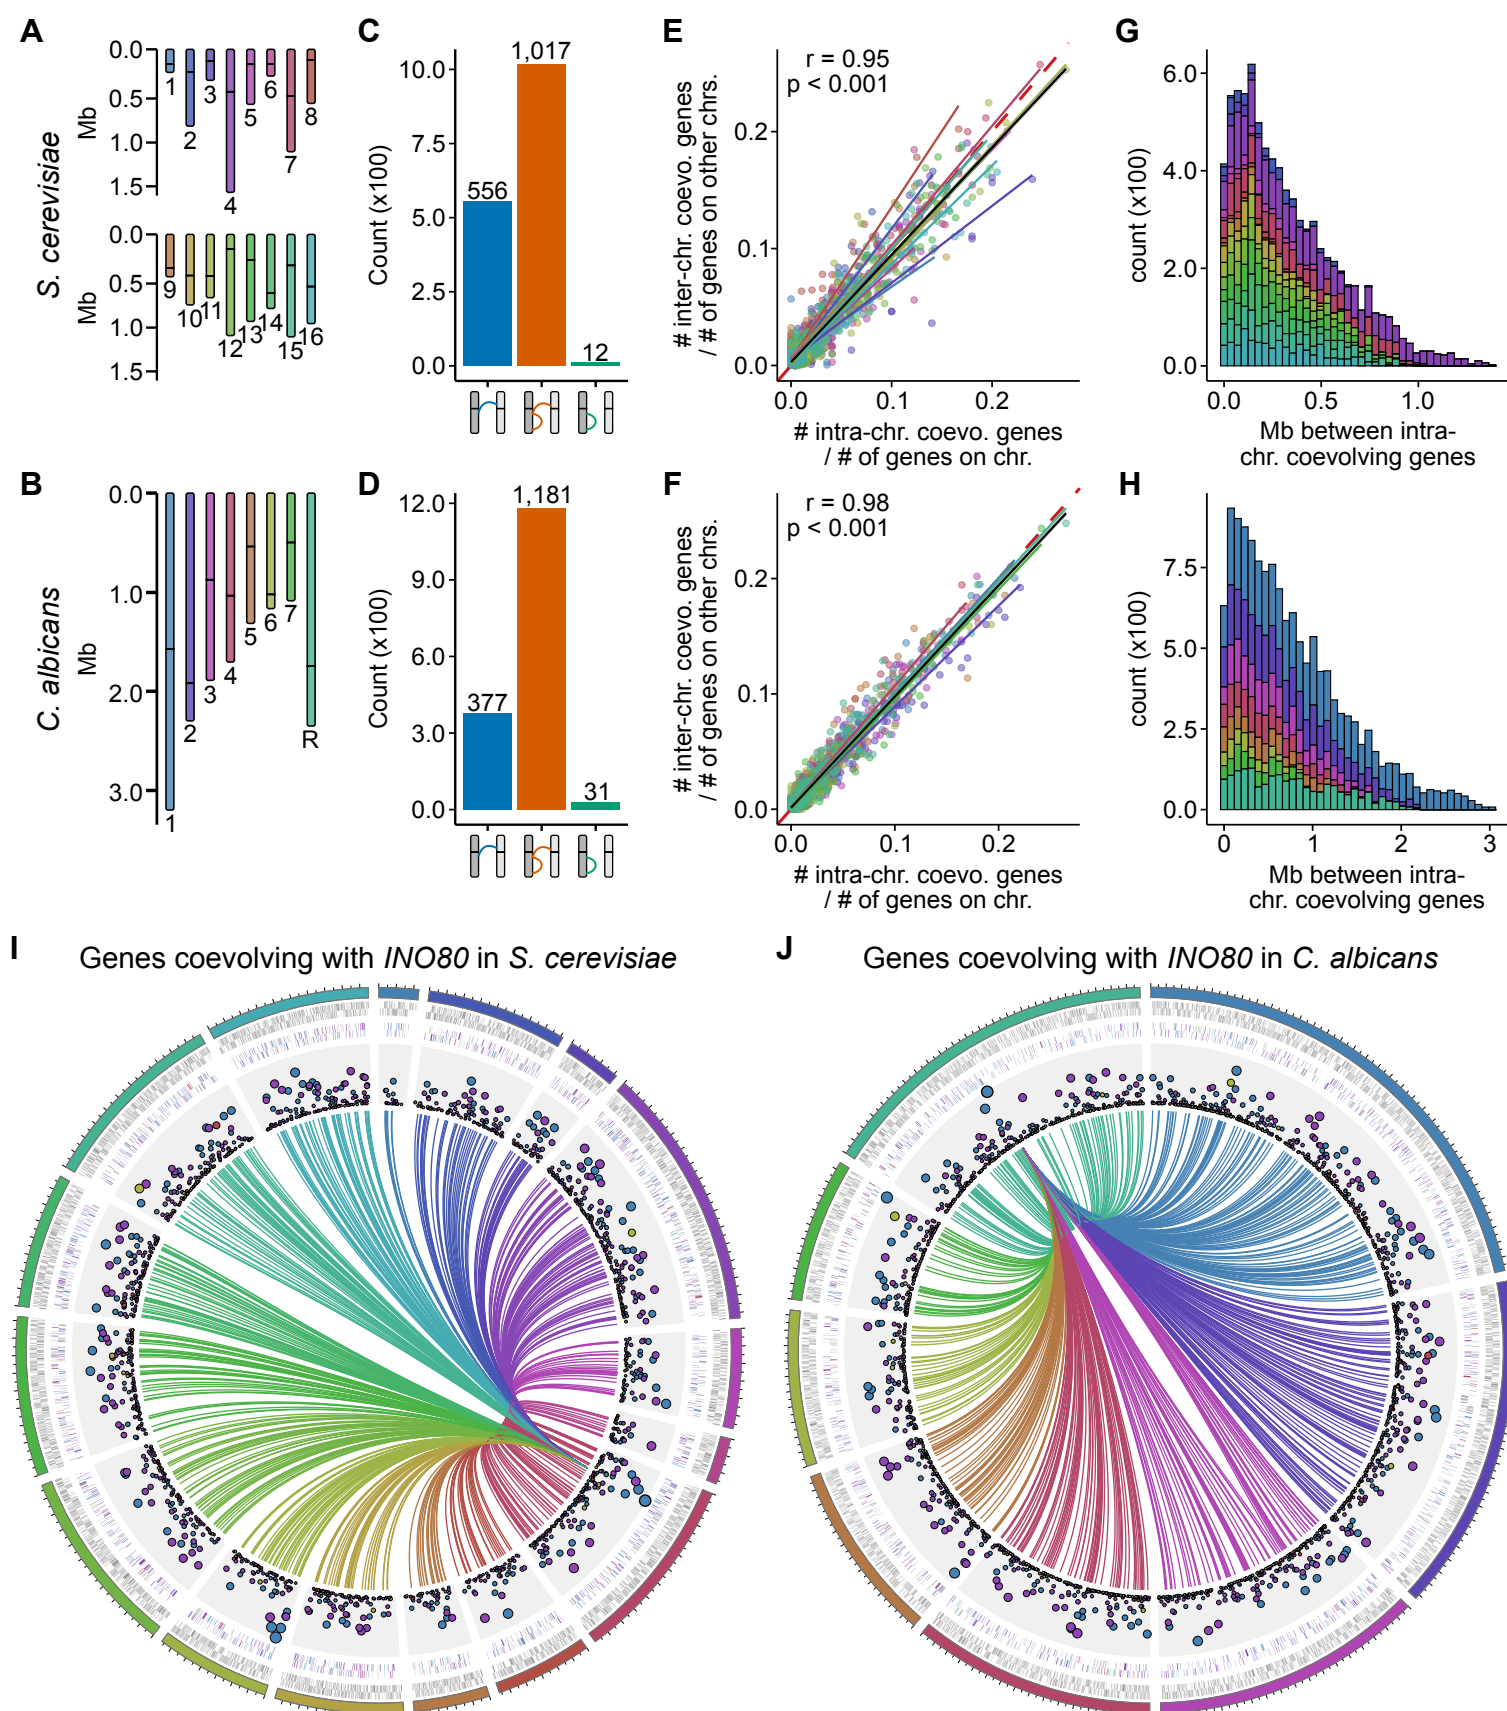 A
S. cerevisiae
Mb
0.0
0.5
1.0
1.5
1
2
3
4
5
6
7
8
Mb
0.0
0.5
1.0
1.5
9
10
11
12
13
14
15
16
C
Count (x100)
10.0
7.5
5.0
2.5
0.0
556
1,017
12
E
# inter-chr. coevo. genes
/ # of genes on other chrs.
r = 0.95
p < 0.001
0.2
0.1
0.0
0.0
0.1
0.2
# intra-chr. coevo. genes
/ # of genes on chr.
G
count (x100)
6.0
4.0
2.0
0.0
0.0
0.5
1.0
Mb between intra-
chr. coevolving genes
B
C. albicans
Mb
0.0
1.0
2.0
3.0
1
2
3
4
5
6
7
R
D
Count (x100)
12.0
9.0
6.0
3.0
0.0
377
1,181
31
F
# inter-chr. coevo. genes
/ # of genes on other chrs.
r = 0.98
p < 0.001
0.2
0.1
0.0
0.0
0.1
0.2
# intra-chr. coevo. genes
/ # of genes on chr.
H
count (x100)
7.5
5.0
2.5
0.0
0
1
2
3
Mb between intra-
chr. coevolving genes
I
Genes coevolving with INO80 in S. cerevisiae
J
Genes coevolving with INO80 in C. albicans